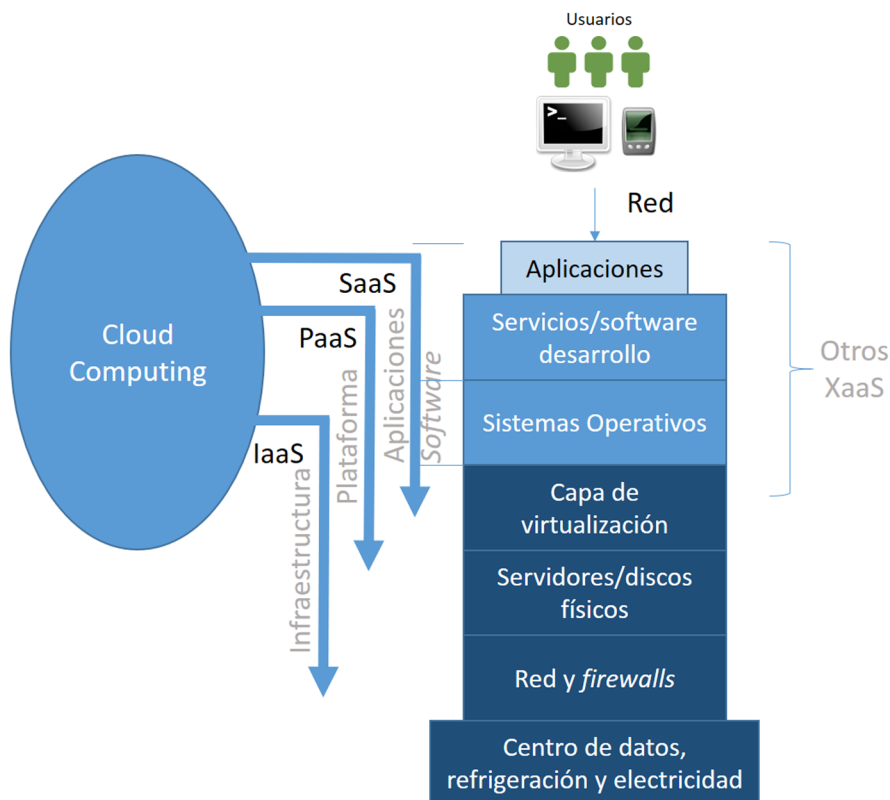 Usuarios
>_
Red
Aplicaciones
Servicios/software
desarrollo
Sistemas Operativos
Capa de
virtualización
Servidores/discos
físicos
Red y firewalls
Centro de datos,
refrigeración y electricidad
Otros
XaaS
Cloud
Computing
SaaS
Aplicaciones
Software
PaaS
Plataforma
IaaS
Infraestructura